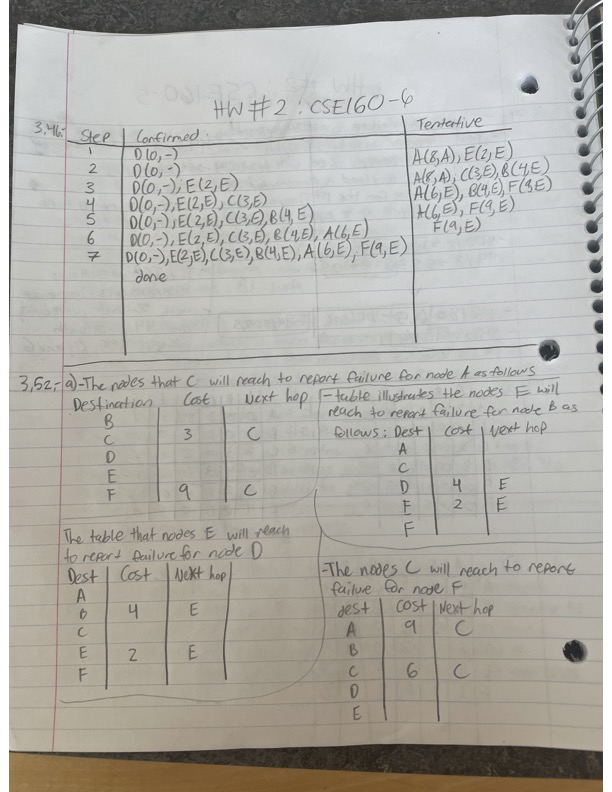 HW #2 : CSE160-6
3.46- Step Confirmed. Tentative
1 D(0,-) A(8,A), E(2,E)
2 D(0,-) A(8,A), C(3,E), B(4,E)
3 D(0,-), E(2,E) A(6,E), B(4,E), F(9,E)
4 D(0,-), E(2,E), C(3,E) A(6,E), F(9,E)
5 D(0,-), E(2,E), C(3,E), B(4,E) F(9,E)
6 D(0,-), E(2,E), C(3,E), B(4,E), A(6,E)
7 D(0,-), E(2,E), C(3,E), B(4,E), A(6,E), F(9,E)
done
3.52.- a)-The nodes that C will reach to report failure for node A as follows
Destination Cost Next hop
B
C 3 C
D
E
F 9 C
-table illustrates the nodes E will
reach to report failure for node B as
follows: Dest cost Next hop
A
C
D 4 E
E 2 E
F
The table that nodes E will reach
to report failure for node D
Dest Cost Next hop
A
B 4 E
C
E 2 E
F
-The nodes C will reach to report
failure for node F
dest cost Next hop
A 9 C
B
C 6 C
D
E